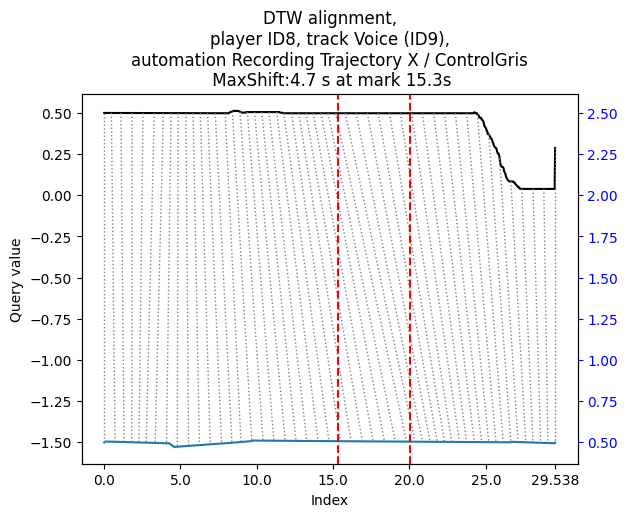 DTW alignment,
player ID8, track Voice (ID9),
automation Recording Trajectory X / ControlGris
MaxShift:4.7 s at mark 15.3s
0.50
0.25
0.00
−0.25
−0.50
−0.75
−1.00
−1.25
−1.50
Query value
2.50
2.25
2.00
1.75
1.50
1.25
1.00
0.75
0.50
0.0 5.0 10.0 15.0 20.0 25.0 29.538
Index